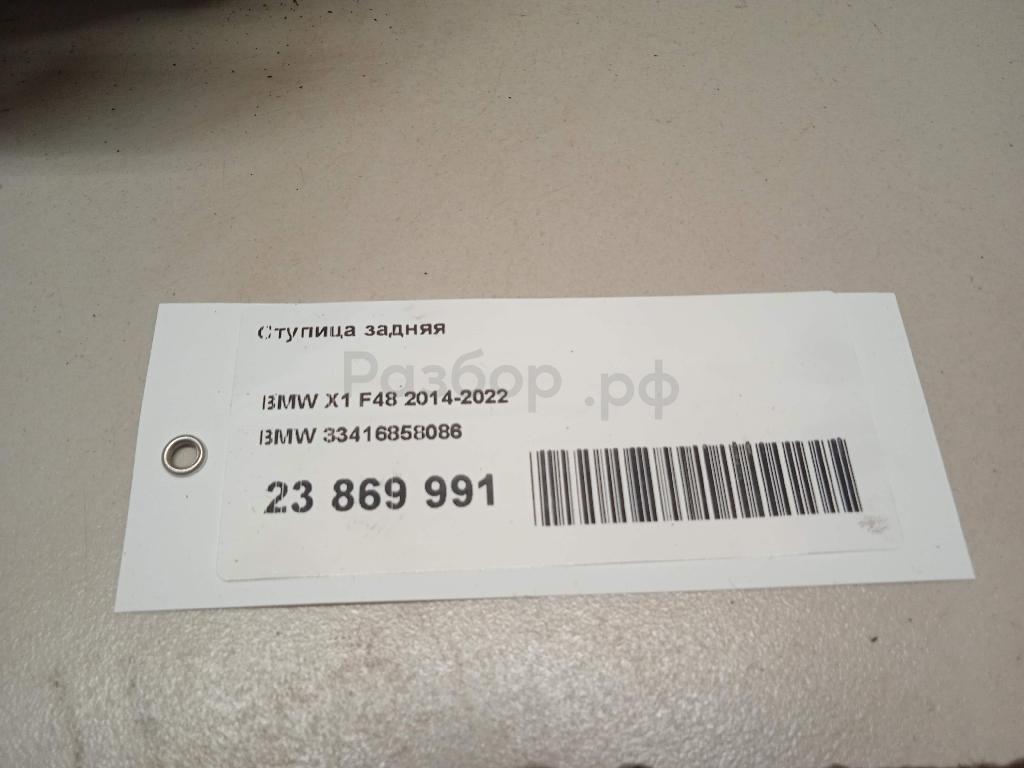 Ступица задняя
Разбор.рф
BMW X1 F48 2014-2022
BMW 33416858086
23 869 991